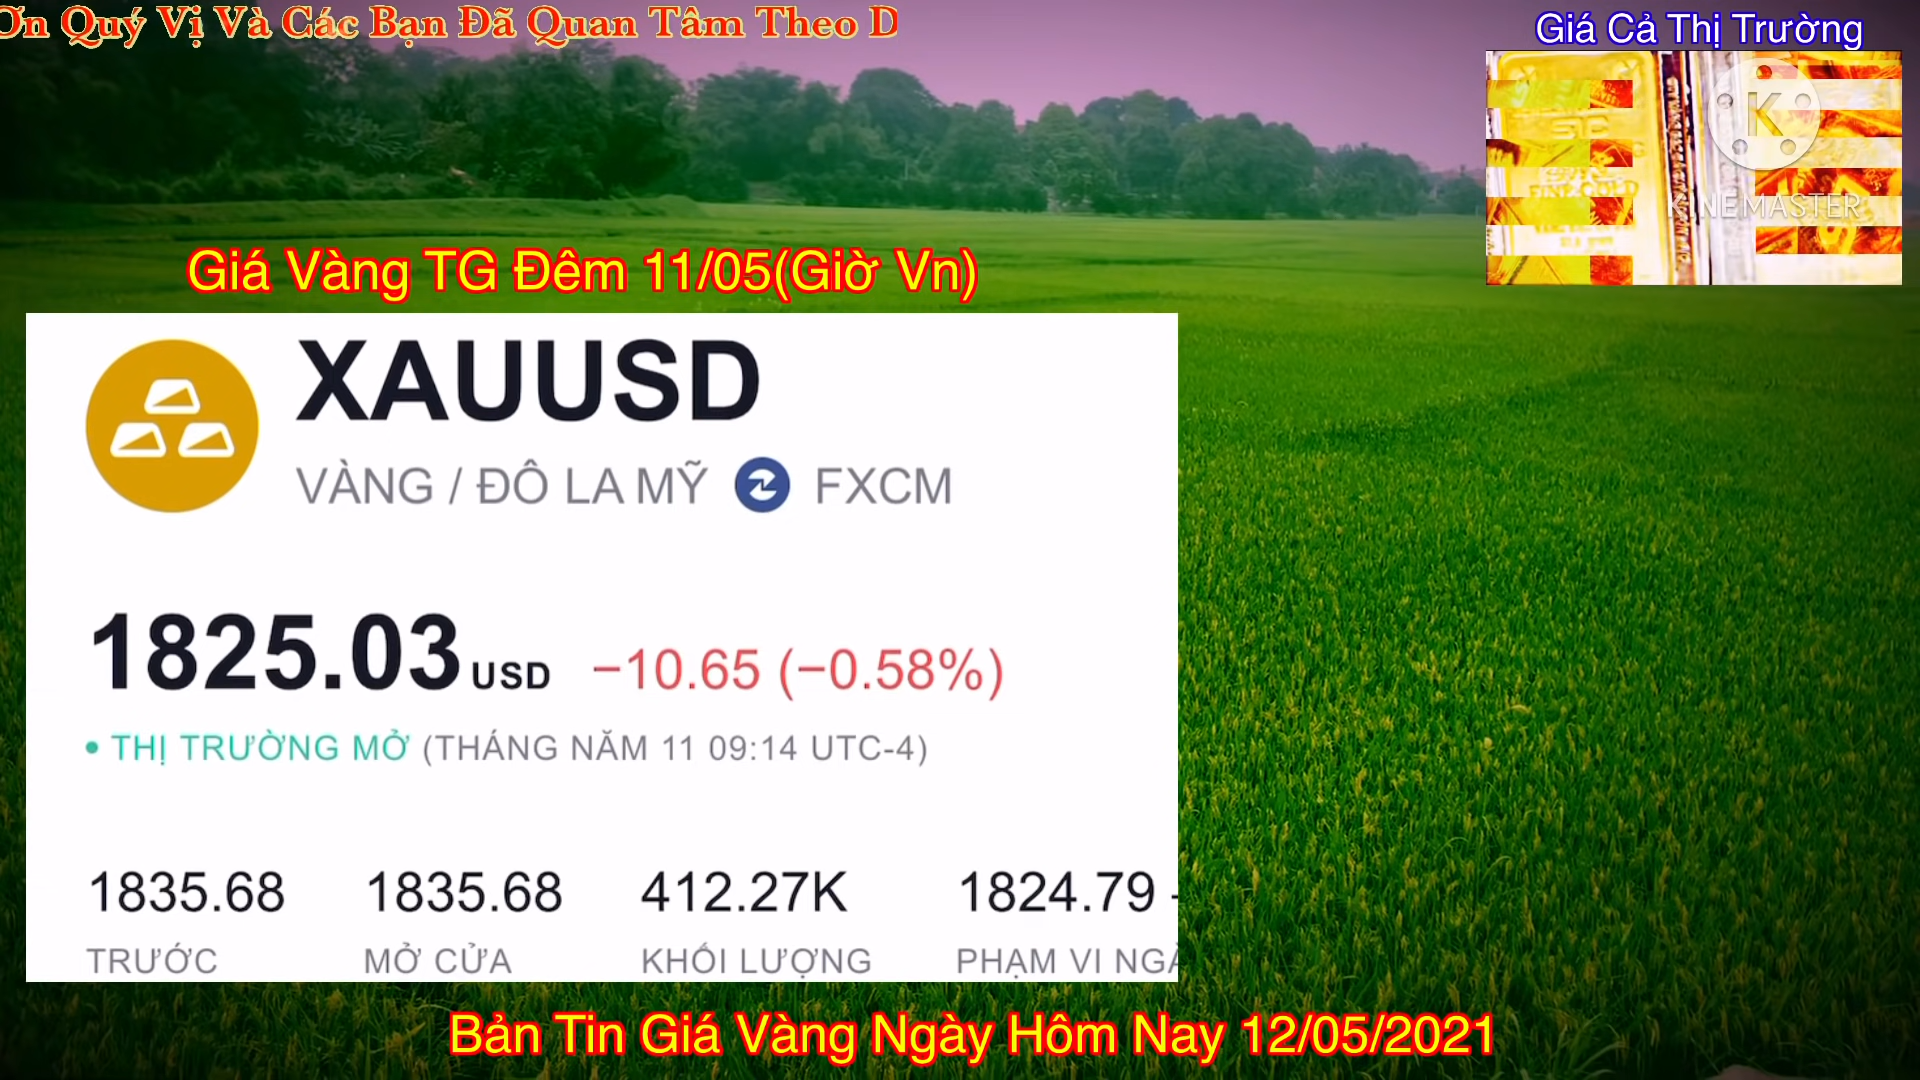 Ơn Quý Vị Và Các Bạn Đã Quan Tâm Theo D
Giá Cả Thị Trường
FINE GOLD
KINEMASTER
Giá Vàng TG Đêm 11/05(Giờ Vn)
XAUUSD
VÀNG / ĐÔ LA MỸ FXCM
1825.03 USD −10.65 (−0.58%)
• THỊ TRƯỜNG MỞ (THÁNG NĂM 11 09:14 UTC-4)
1835.68 1835.68 412.27K 1824.79 -
TRƯỚC MỞ CỬA KHỐI LƯỢNG PHẠM VI NGÀ
Bản Tin Giá Vàng Ngày Hôm Nay 12/05/2021